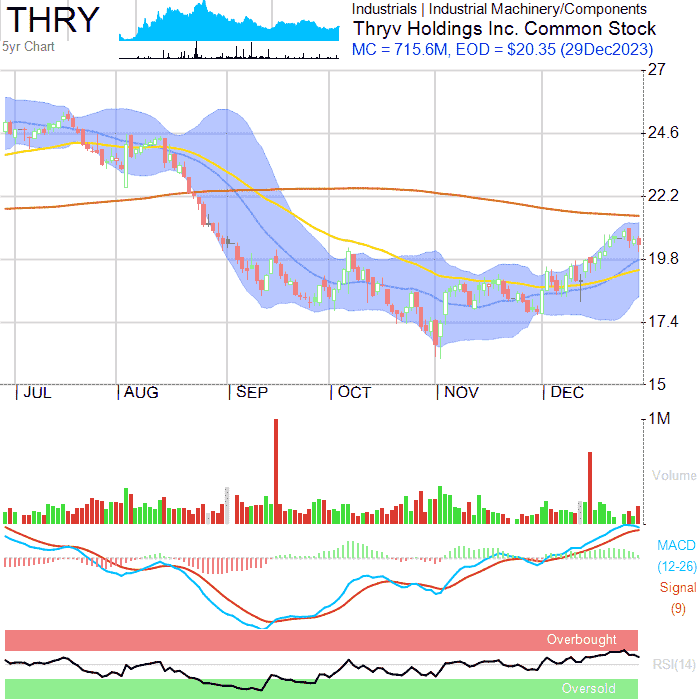 THRY
5yr Chart
Industrials | Industrial Machinery/Components
Thryv Holdings Inc. Common Stock
MC = 715.6M, EOD = $20.35 (29Dec2023)
27
24.6
22.2
19.8
17.4
15
|JUL |AUG |SEP |OCT |NOV |DEC
1M
Volume
MACD
(12-26)
Signal
(9)
Overbought
RSI(14)
Oversold